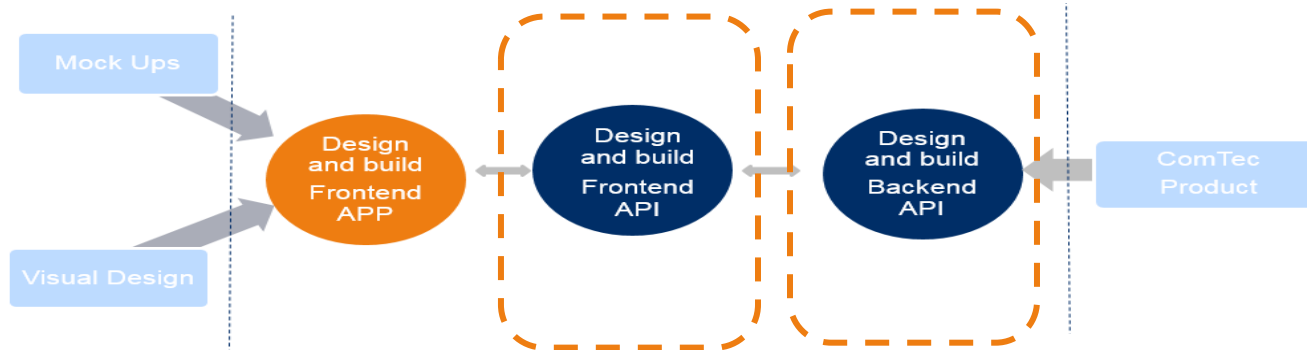 Mock Ups
Visual Design
Design
and build
Frontend
APP
Design
and build
Frontend
API
Design
and build
Backend
API
ComTec
Product